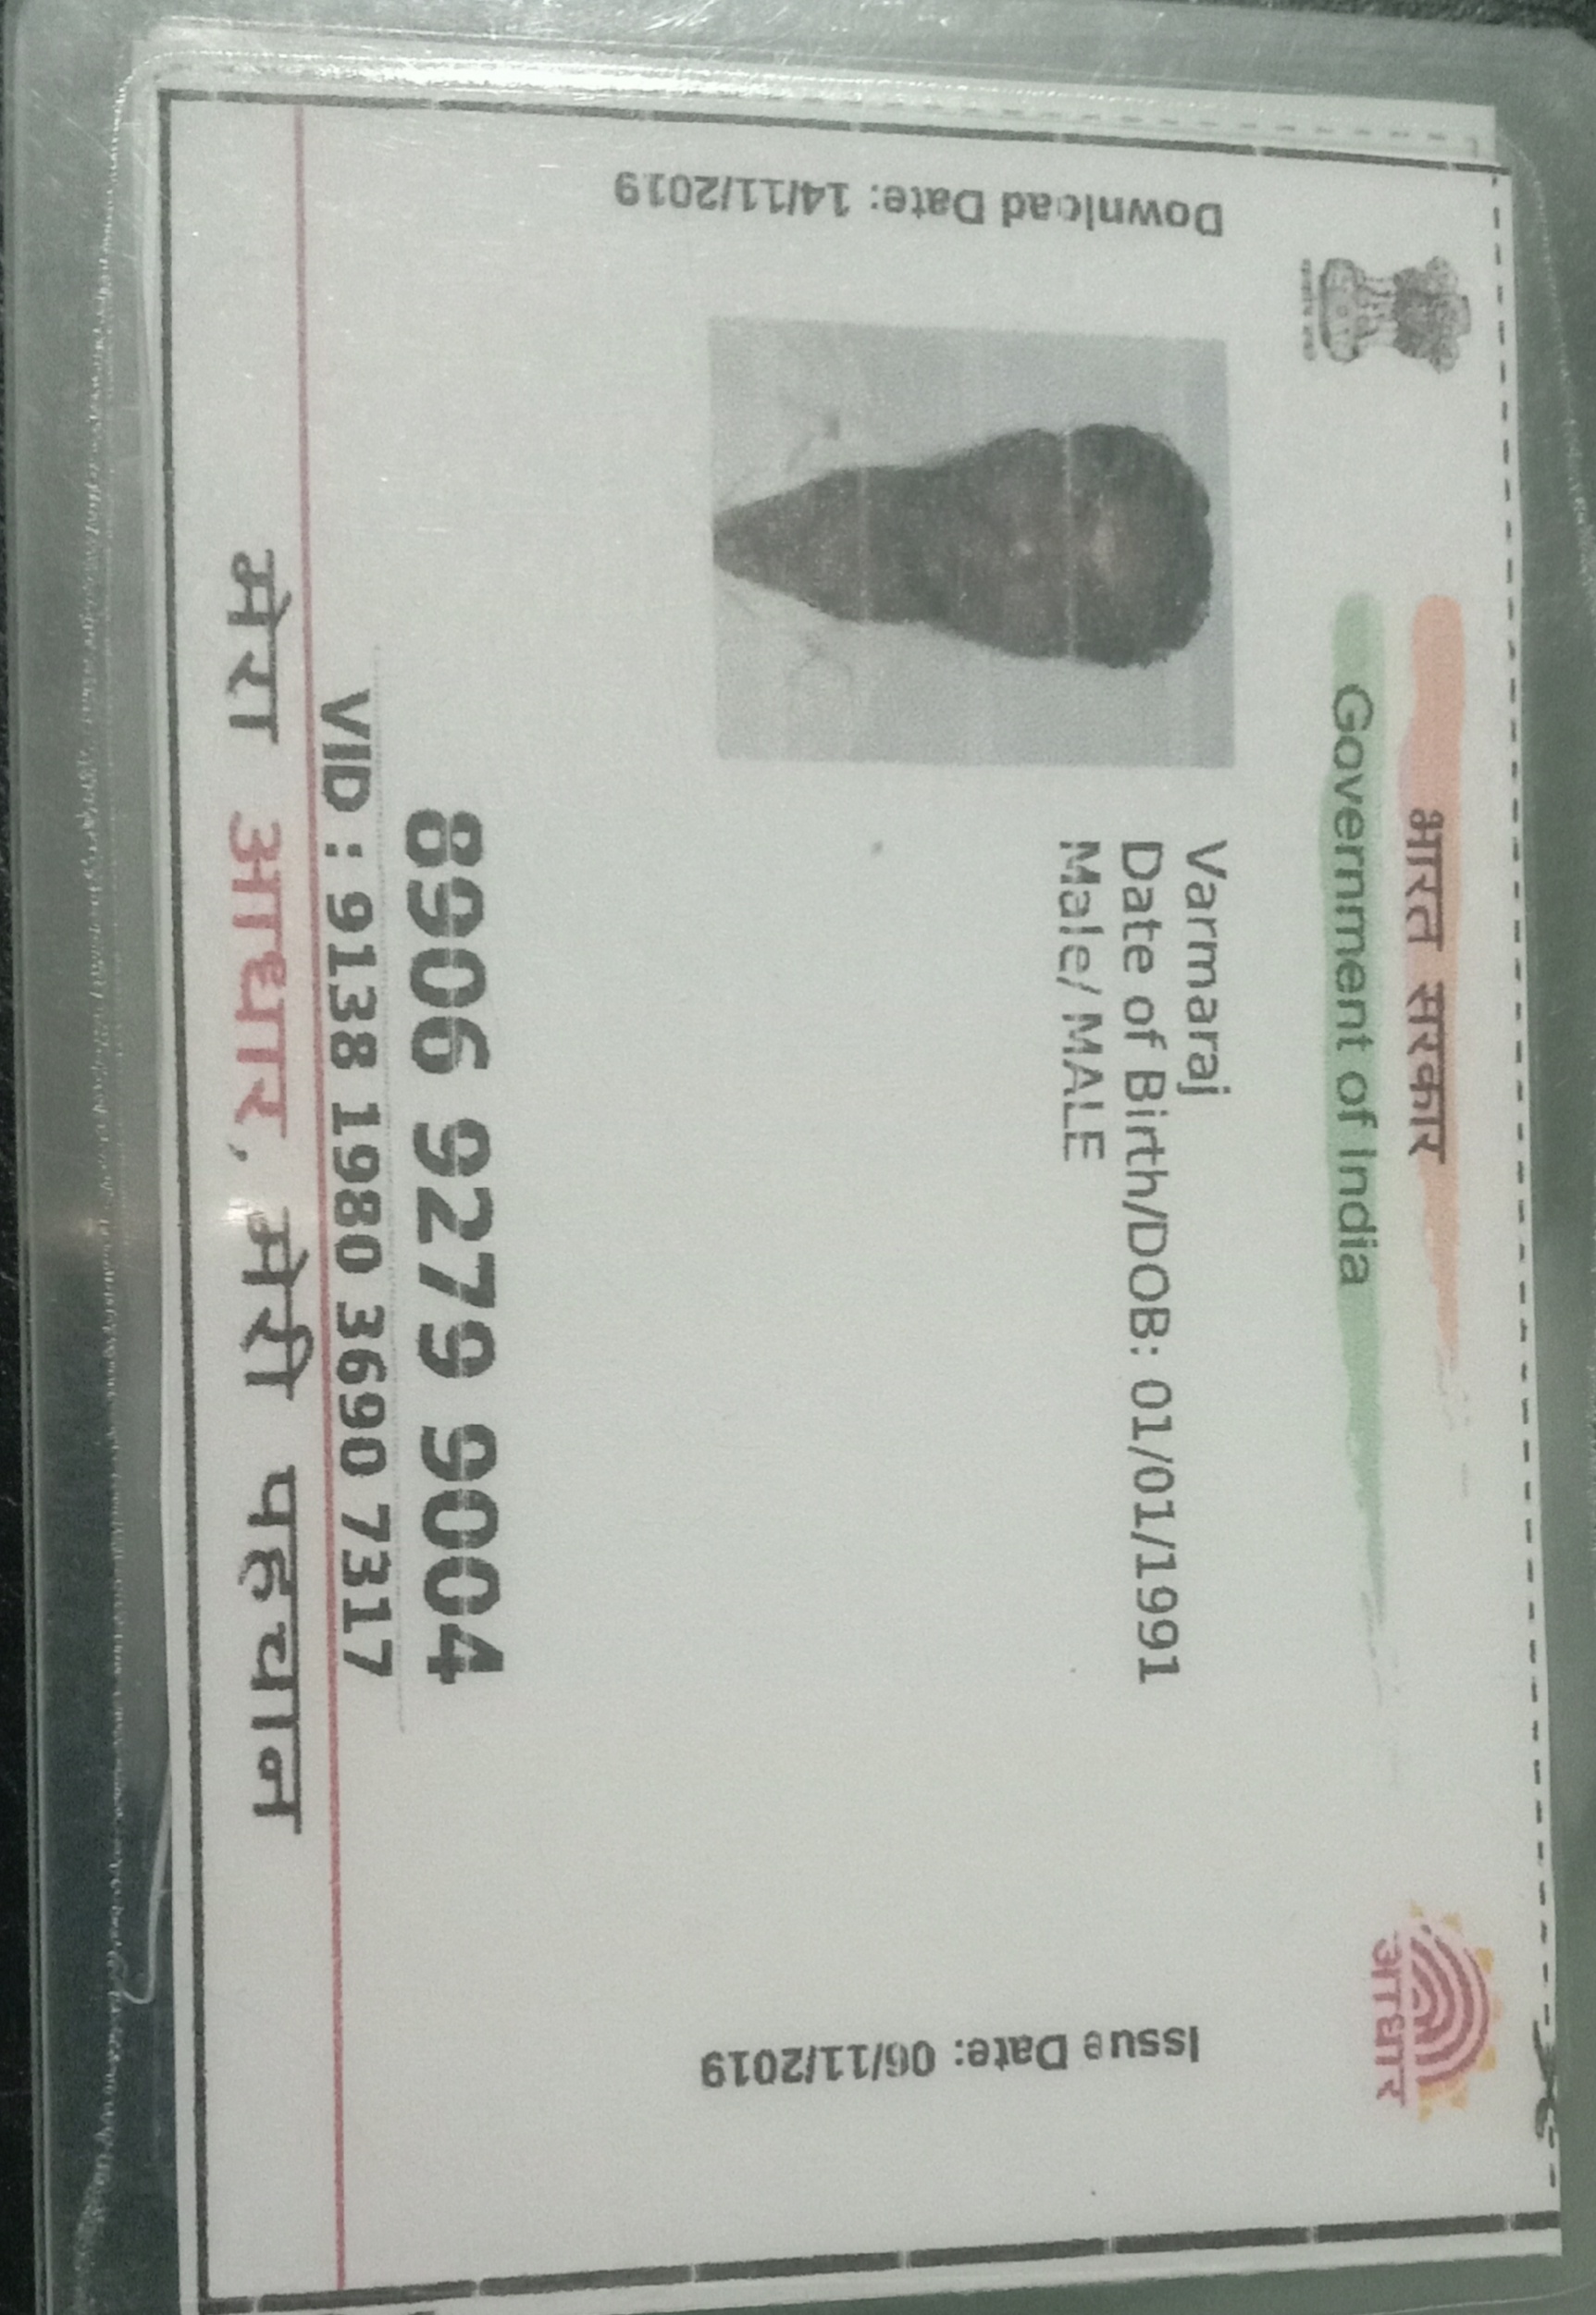 भारत सरकार
Government of India
आधार
Download Date: 14/11/2019
Varmaraj
Date of Birth/DOB: 01/01/1991
Male/ MALE
Issue Date: 06/11/2019
8906 9279 9004
VID : 9138 1980 3690 7317
मेरा आधार, मेरी पहचान